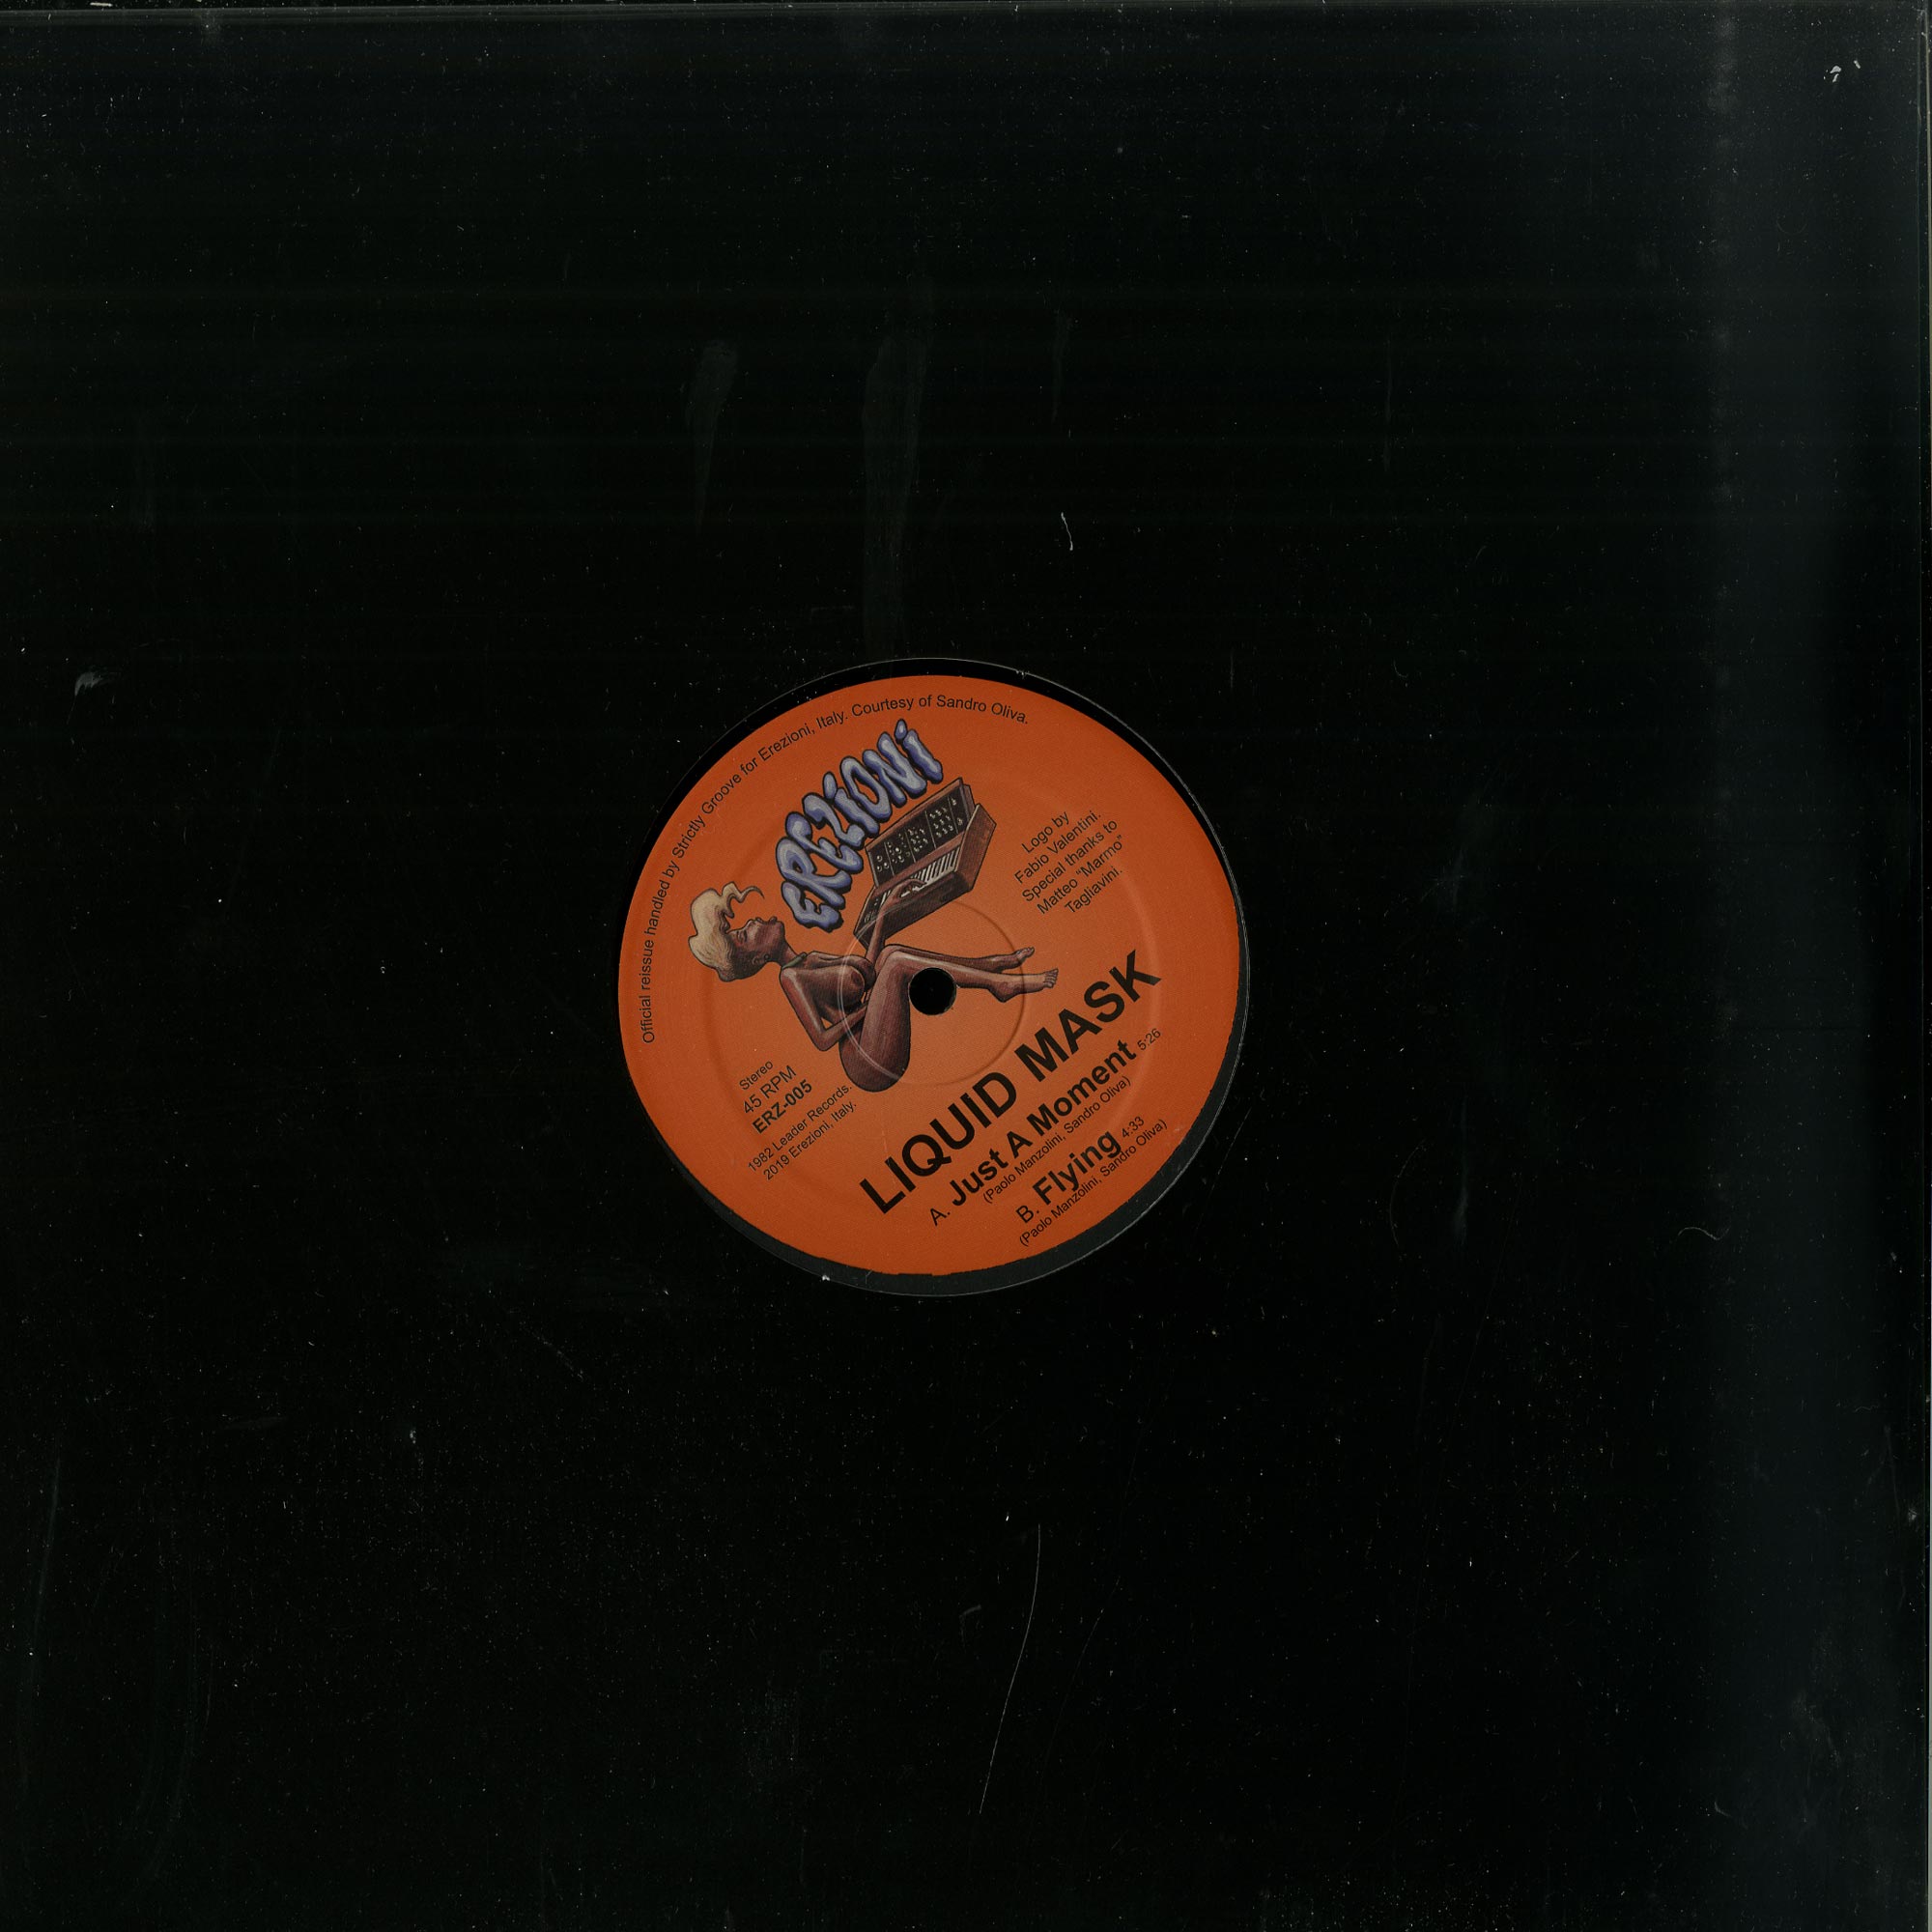 Official reissue handled by Strictly Groove for Erezioni, Italy. Courtesy of Sandro Oliva.
EREZiONi
Logo by
Fabio Valentini.
Special thanks to
Matteo "Marmo"
Tagliavini.
Stereo
45 RPM
ERZ-005
1982 Leader Records.
2019 Erezioni, Italy.
LIQUID MASK
A. Just A Moment 5:26
(Paolo Manzolini, Sandro Oliva)
B. Flying 4:33
(Paolo Manzolini, Sandro Oliva)